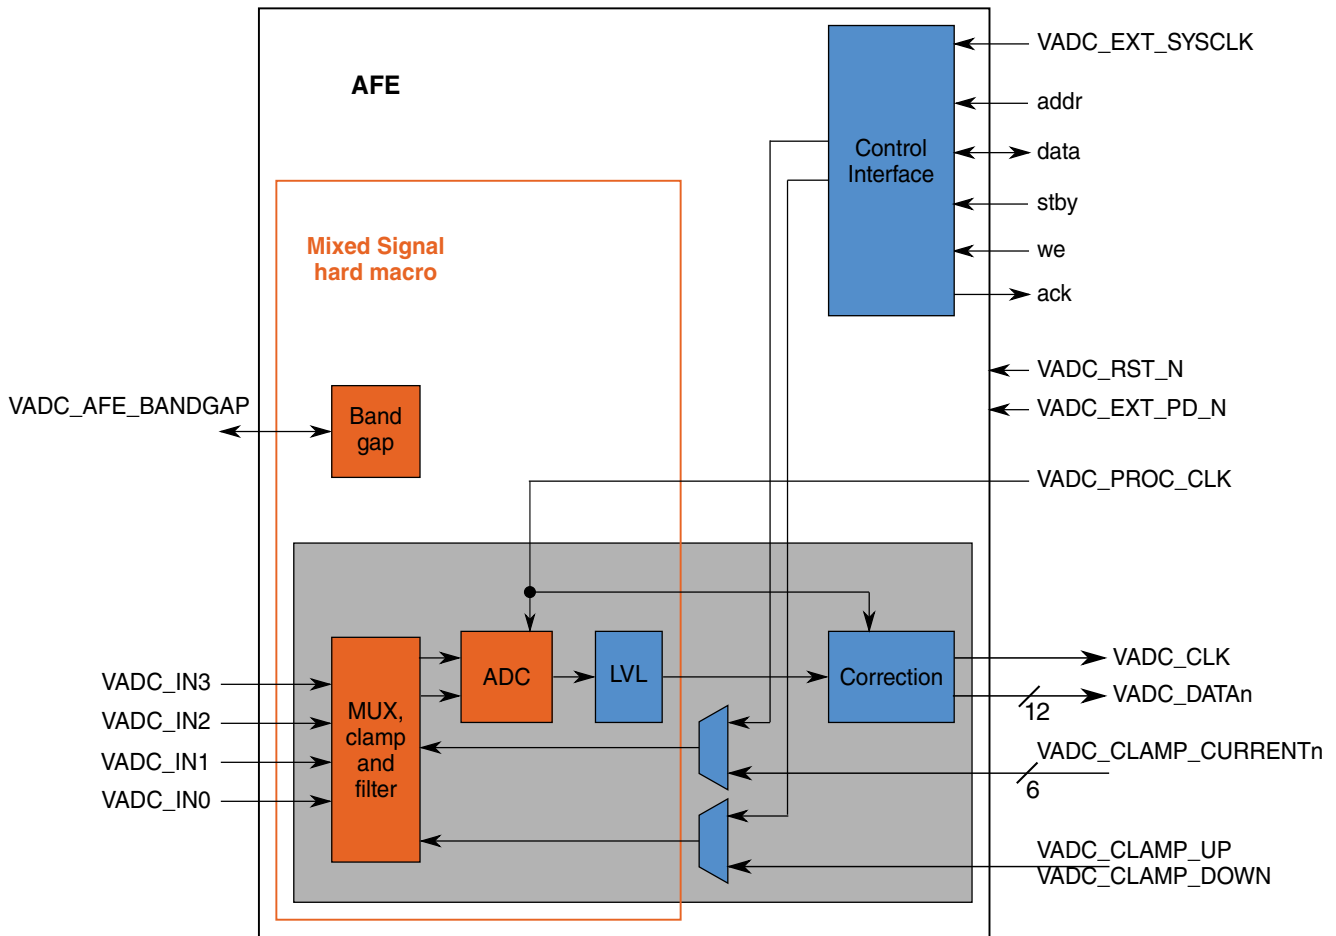 AFE
VADC_EXT_SYSCLK
addr
Control
Interface
data
stby
we
ack
Mixed Signal
hard macro
VADC_RST_N
VADC_EXT_PD_N
VADC_AFE_BANDGAP
Band
gap
VADC_PROC_CLK
VADC_IN3
VADC_IN2
VADC_IN1
VADC_IN0
MUX,
clamp
and
filter
ADC
LVL
Correction
VADC_CLK
VADC_DATAn
12
VADC_CLAMP_CURRENTn
6
VADC_CLAMP_UP
VADC_CLAMP_DOWN